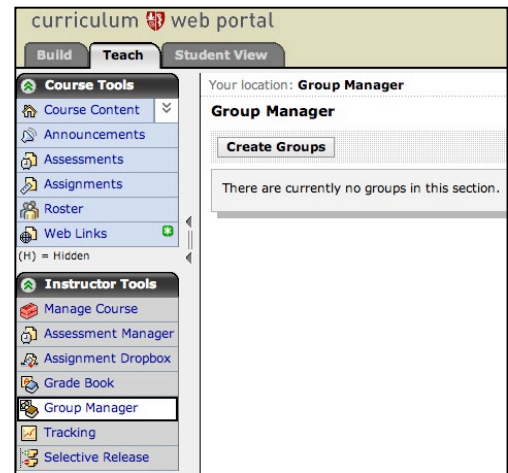 curriculum web portal
Build Teach Student View
Course Tools
Course Content
Announcements
Assessments
Assignments
Roster
Web Links
(H) = Hidden
Instructor Tools
Manage Course
Assessment Manager
Assignment Dropbox
Grade Book
Group Manager
Tracking
Selective Release
Your location: Group Manager
Group Manager
Create Groups
There are currently no groups in this section.